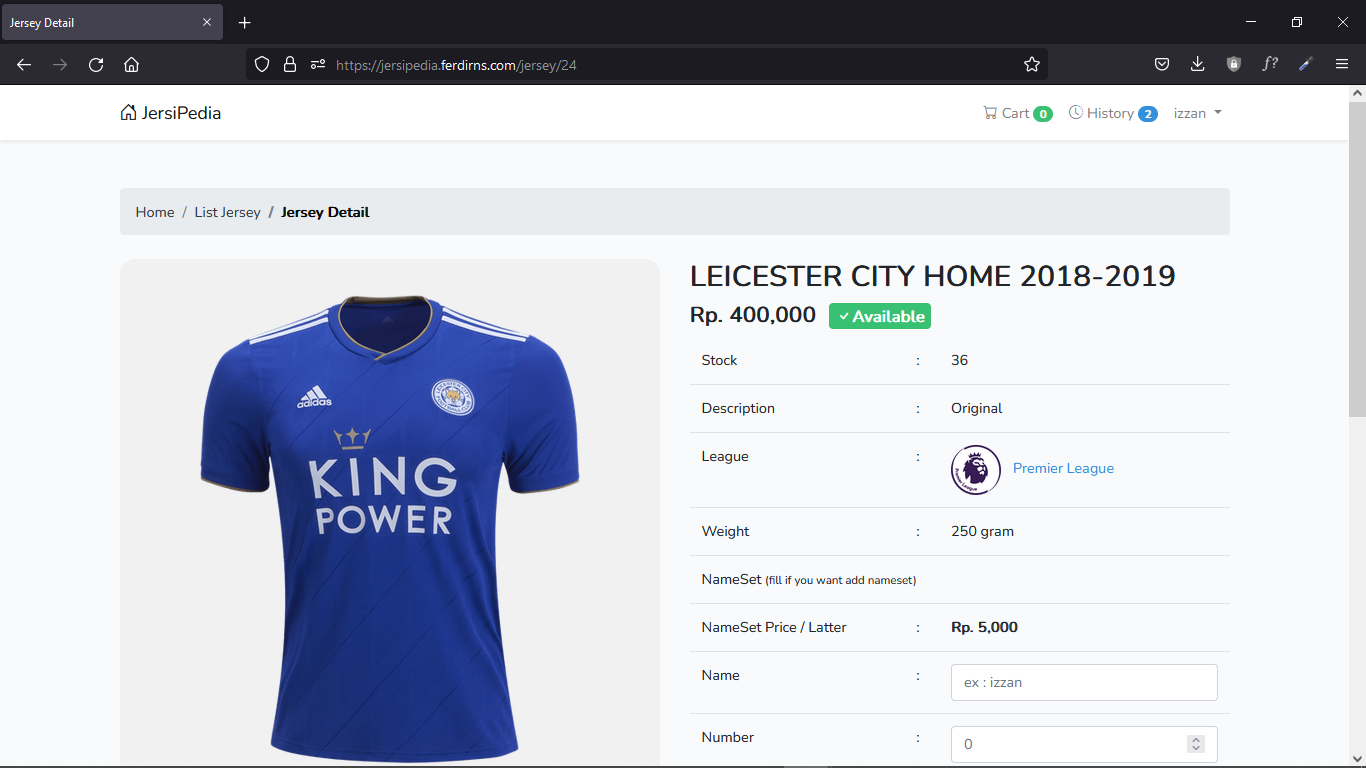 Jersey Detail
https://jersipedia.ferdirns.com/jersey/24
JersiPedia
Cart 0 History 2 izzan
Home / List Jersey / Jersey Detail
LEICESTER CITY HOME 2018-2019
Rp. 400,000 Available
Stock : 36
Description : Original
League : Premier League
Premier League
Weight : 250 gram
NameSet (fill if you want add nameset)
NameSet Price / Latter : Rp. 5,000
Name : ex : izzan
Number : 0
adidas
KING
POWER